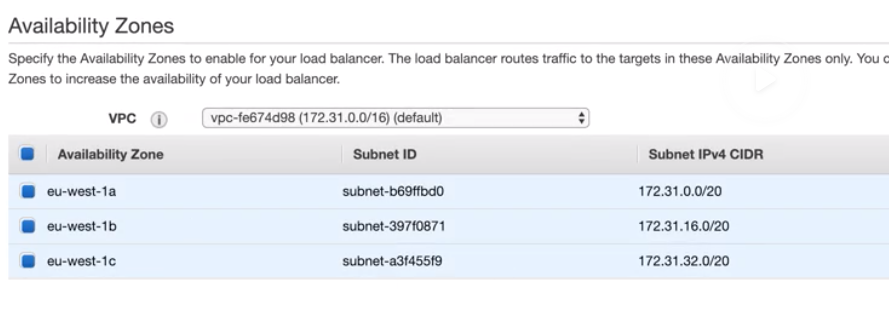 Availability Zones
Specify the Availability Zones to enable for your load balancer. The load balancer routes traffic to the targets in these Availability Zones only. You
Zones to increase the availability of your load balancer.
VPC vpc-fe674d98 (172.31.0.0/16) (default)
Availability Zone Subnet ID Subnet IPv4 CIDR
eu-west-1a subnet-b69ffbd0 172.31.0.0/20
eu-west-1b subnet-397f0871 172.31.16.0/20
eu-west-1c subnet-a3f455f9 172.31.32.0/20